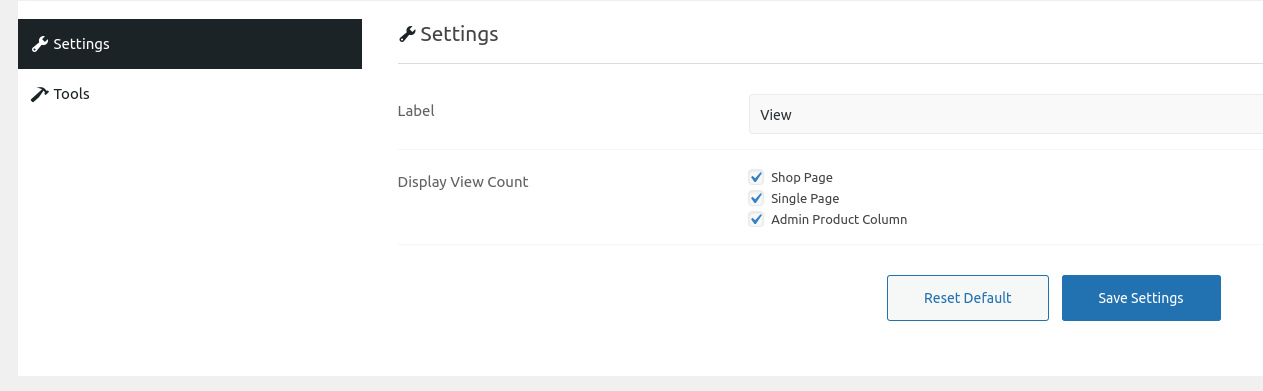 Settings
Tools
Settings
Label
View
Display View Count
Shop Page
Single Page
Admin Product Column
Reset Default
Save Settings